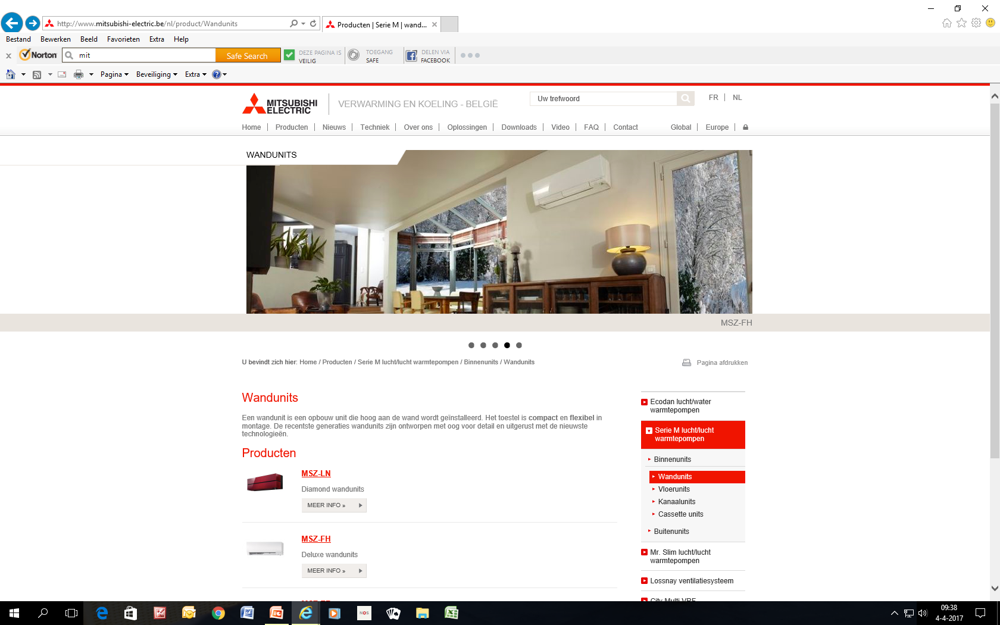 http://www.mitsubishi-electric.be/nl/product/Wandunits
Producten | Serie M | wand...
Bestand Bewerken Beeld Favorieten Extra Help
x Norton mit Safe Search DEZE PAGINA IS VEILIG TOEGANG SAFE DELEN VIA FACEBOOK
Pagina Beveiliging Extra
MITSUBISHI ELECTRIC
VERWARMING EN KOELING - BELGIË
Uw trefwoord
FR NL
Home Producten Nieuws Techniek Over ons Oplossingen Downloads Video FAQ Contact Global Europe
WANDUNITS
MSZ-FH
U bevindt zich hier: Home / Producten / Serie M lucht/lucht warmtepompen / Binnenunits / Wandunits
Pagina afdrukken
Wandunits
Een wandunit is een opbouw unit die hoog aan de wand wordt geïnstalleerd. Het toestel is compact en flexibel in
montage. De recentste generaties wandunits zijn ontworpen met oog voor detail en uitgerust met de nieuwste
technologieën.
Producten
MSZ-LN
Diamond wandunits
MEER INFO »
MSZ-FH
Deluxe wandunits
MEER INFO »
Ecodan lucht/water
warmtepompen
Serie M lucht/lucht
warmtepompen
Binnenunits
Wandunits
Vloerunits
Kanaalunits
Cassette units
Buitenunits
Mr. Slim lucht/lucht
warmtepompen
Lossnay ventilatiesysteem
City Multi VRF
NOS
09:38
4-4-2017